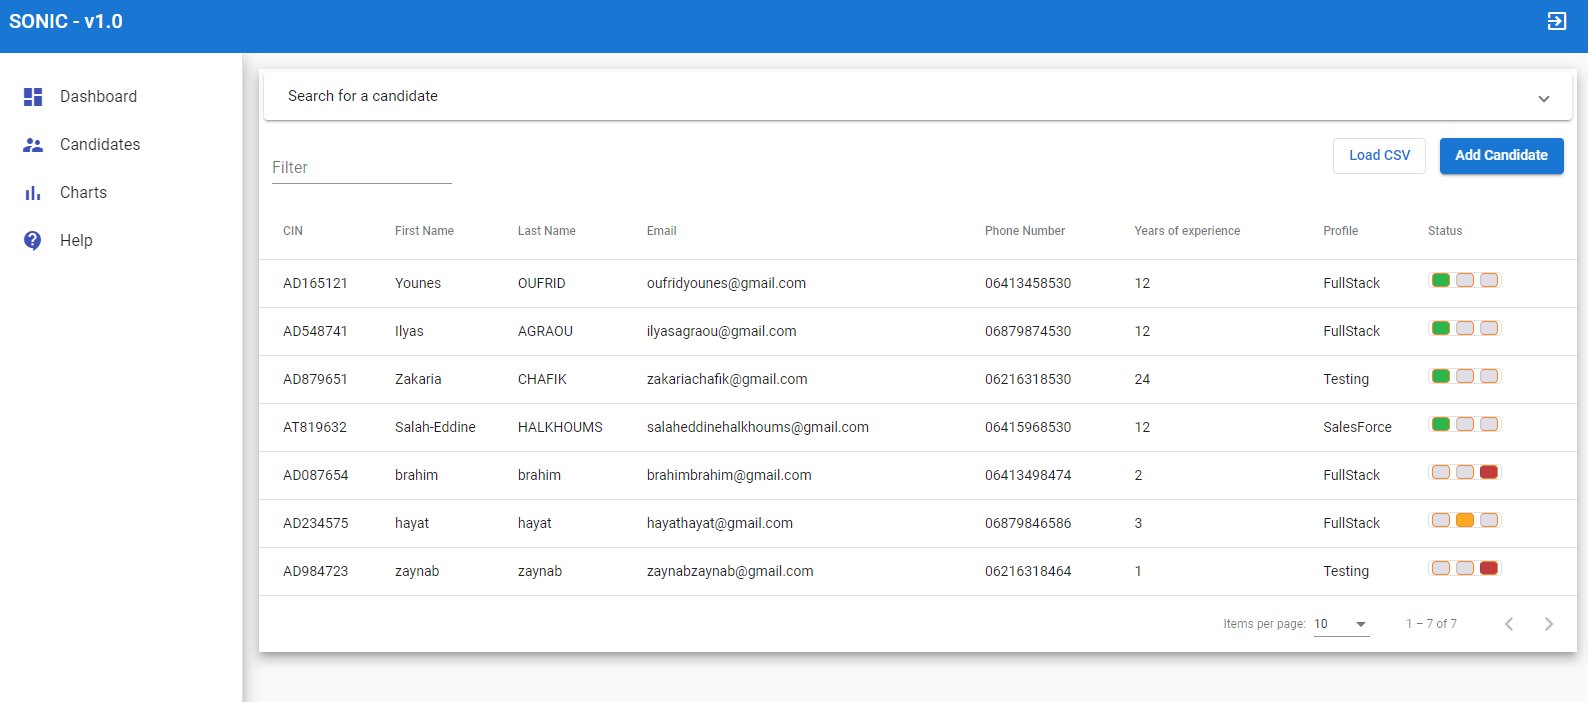 SONIC - v1.0
Dashboard
Candidates
Charts
Help
Search for a candidate
Filter
Load CSV
Add Candidate
CIN First Name Last Name Email Phone Number Years of experience Profile Status
AD165121 Younes OUFRID oufridyounes@gmail.com 06413458530 12 FullStack
AD548741 Ilyas AGRAOU ilyasagraou@gmail.com 06879874530 12 FullStack
AD879651 Zakaria CHAFIK zakariachafik@gmail.com 06216318530 24 Testing
AT819632 Salah-Eddine HALKHOUMS salaheddinehalkhoums@gmail.com 06415968530 12 SalesForce
AD087654 brahim brahim brahimbrahim@gmail.com 06413498474 2 FullStack
AD234575 hayat hayat hayathayat@gmail.com 06879846586 3 FullStack
AD984723 zaynab zaynab zaynabzaynab@gmail.com 06216318464 1 Testing
Items per page: 10 1 – 7 of 7